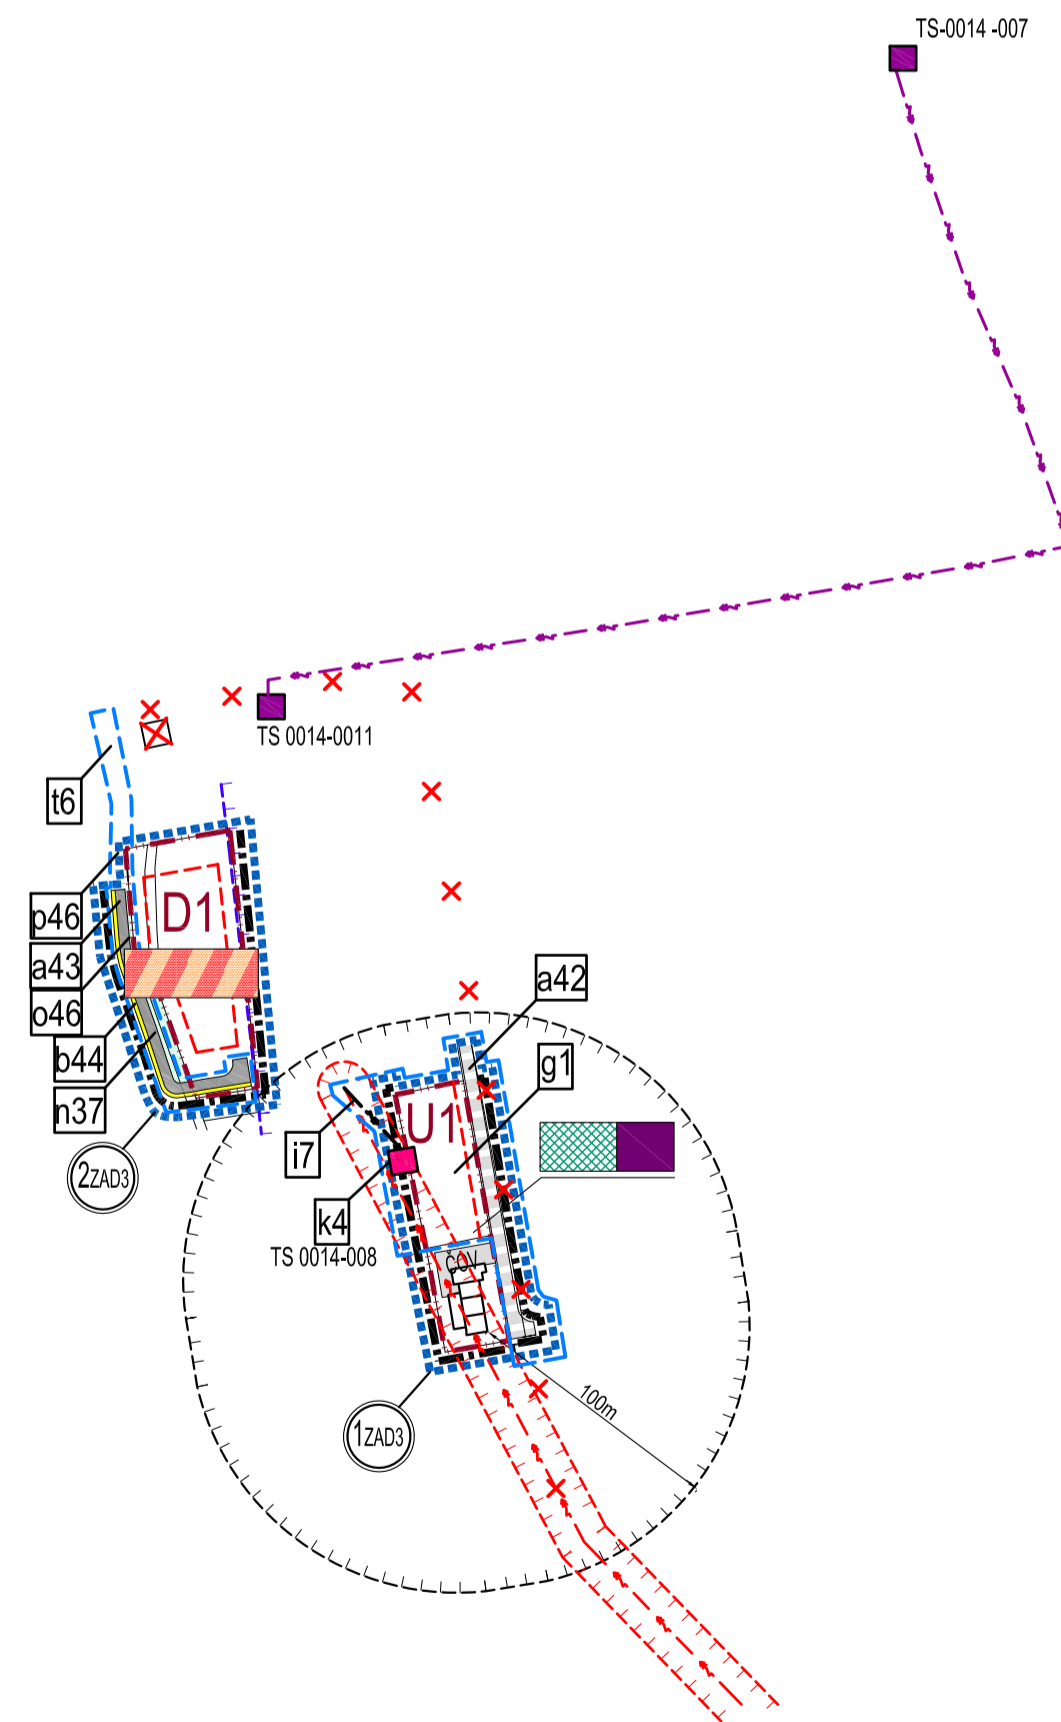 TS-0014 -007
TS 0014-0011
t6
p46
D1
a43
a42
o46
b44
g1
n37
U1
i7
2ZAD3
k4
TS 0014-008
ČOV
100m
1ZAD3